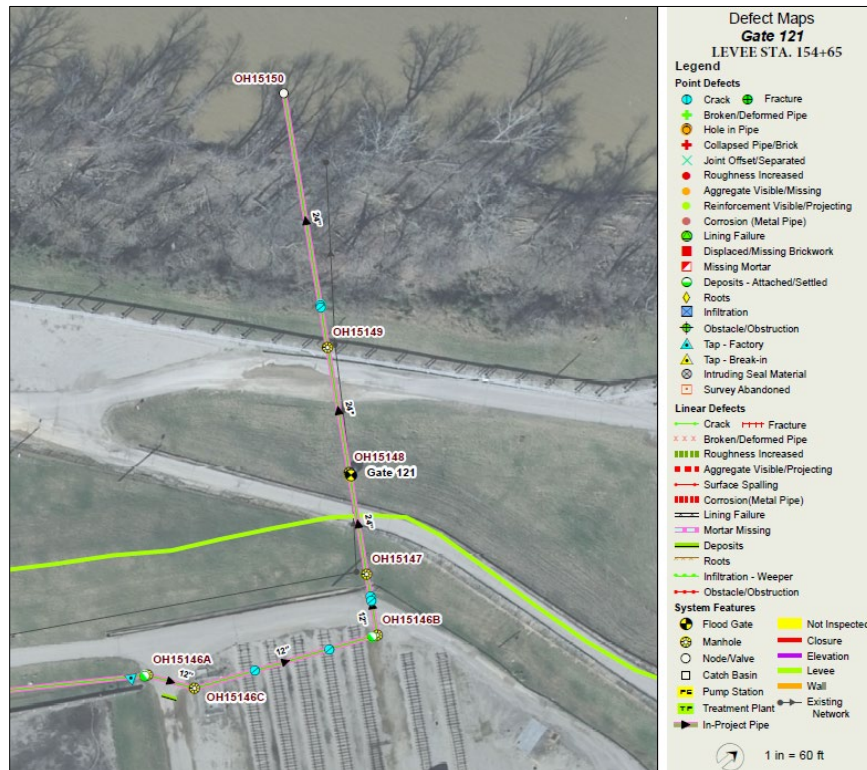 Defect Maps
Gate 121
LEVEE STA. 154+65
Legend
Point Defects
Crack Fracture
Broken/Deformed Pipe
Hole in Pipe
Collapsed Pipe/Brick
Joint Offset/Separated
Roughness Increased
Aggregate Visible/Missing
Reinforcement Visible/Projecting
Corrosion (Metal Pipe)
Lining Failure
Displaced/Missing Brickwork
Missing Mortar
Deposits - Attached/Settled
Roots
Infiltration
Obstacle/Obstruction
Tap - Factory
Tap - Break-in
Intruding Seal Material
Survey Abandoned
Linear Defects
Crack Fracture
Broken/Deformed Pipe
Roughness Increased
Aggregate Visible/Projecting
Surface Spalling
Corrosion(Metal Pipe)
Lining Failure
Mortar Missing
Deposits
Roots
Infiltration - Weeper
Obstacle/Obstruction
System Features
Flood Gate Not Inspected
Manhole Closure
Node/Valve Elevation
Catch Basin Levee
PS Pump Station Wall
TP Treatment Plant Existing
Network
In-Project Pipe
1 in = 60 ft
OH15150
24"
OH15149
24"
OH15148
Gate 121
24"
OH15147
12"
OH15146B
12"
OH15146A
12"
OH15146C